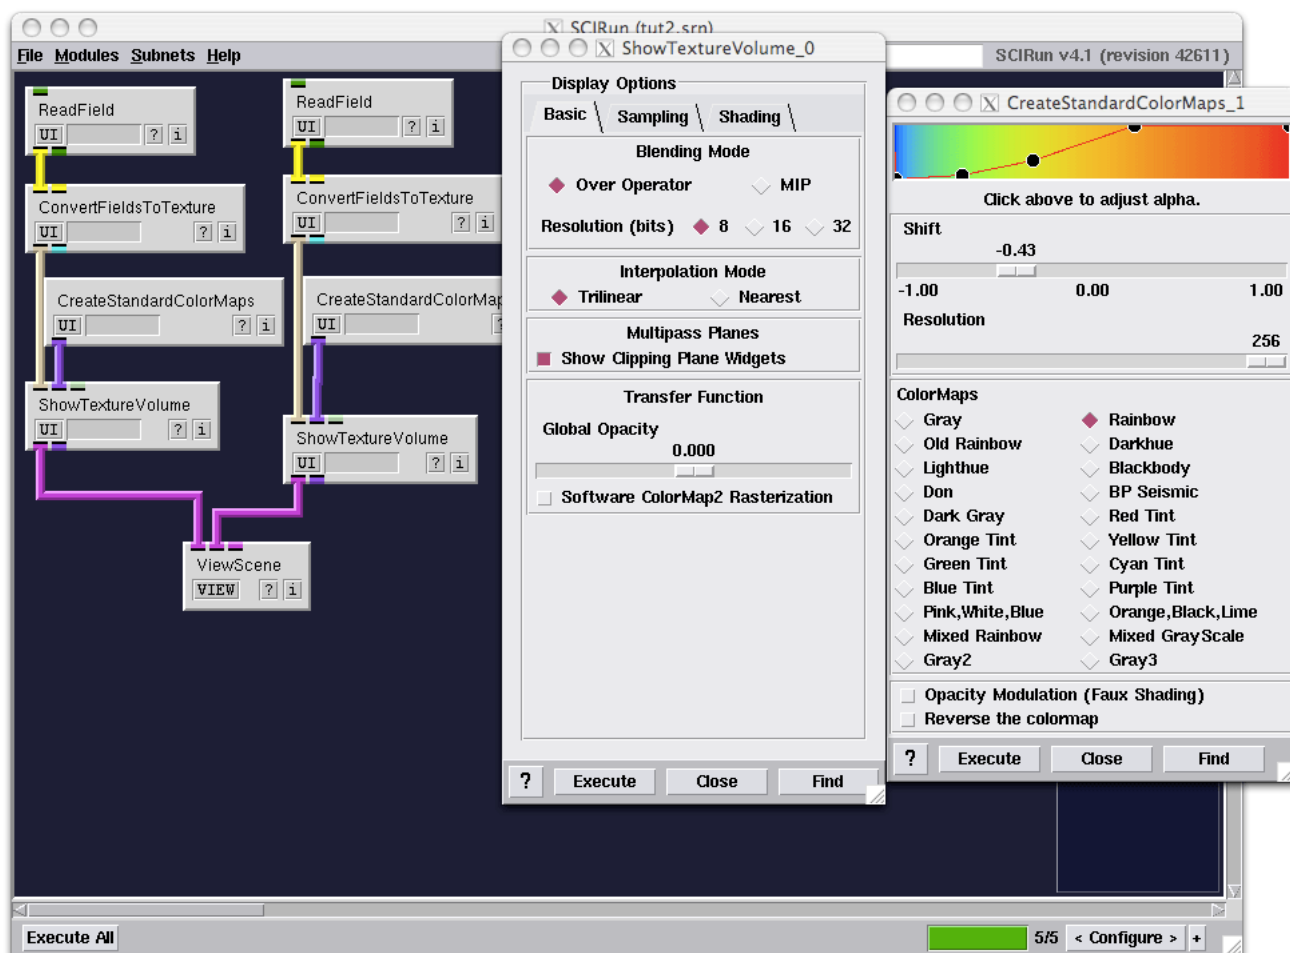 SCIRun (tut2.srn)
File Modules Subnets Help
SCIRun v4.1 (revision 42611)
ReadField
UI ? i
ConvertFieldsToTexture
UI ? i
CreateStandardColorMaps
UI ? i
ShowTextureVolume
UI ? i
ReadField
UI ? i
ConvertFieldsToTexture
UI ? i
CreateStandardColorMap
UI ?
ShowTextureVolume
UI ? i
ViewScene
VIEW ? i
X ShowTextureVolume_0
Display Options
Basic Sampling Shading
Blending Mode
Over Operator MIP
Resolution (bits) 8 16 32
Interpolation Mode
Trilinear Nearest
Multipass Planes
Show Clipping Plane Widgets
Transfer Function
Global Opacity
0.000
Software ColorMap2 Rasterization
? Execute Close Find
X CreateStandardColorMaps_1
Click above to adjust alpha.
Shift
-0.43
-1.00 0.00 1.00
Resolution
256
ColorMaps
Gray Rainbow
Old Rainbow Darkhue
Lighthue Blackbody
Don BP Seismic
Dark Gray Red Tint
Orange Tint Yellow Tint
Green Tint Cyan Tint
Blue Tint Purple Tint
Pink,White,Blue Orange,Black,Lime
Mixed Rainbow Mixed GrayScale
Gray2 Gray3
Opacity Modulation (Faux Shading)
Reverse the colormap
? Execute Close Find
Execute All
5/5 < Configure > +